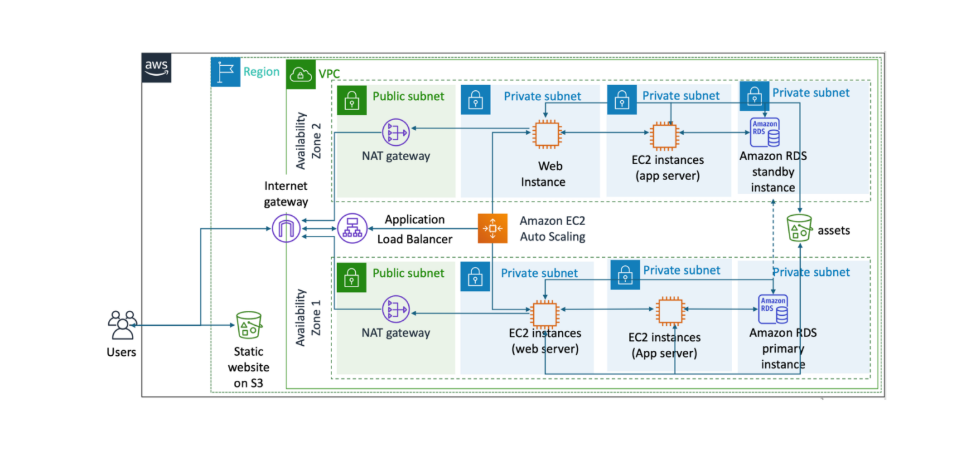 aws
Region
VPC
Availability
Zone 2
Public subnet
NAT gateway
Private subnet
Web
Instance
Private subnet
EC2 instances
(app server)
Private subnet
Amazon
RDS
Amazon RDS
standby
instance
Internet
gateway
Application
Load Balancer
Amazon EC2
Auto Scaling
assets
Availability
Zone 1
Public subnet
NAT gateway
Private subnet
EC2 instances
(web server)
Private subnet
EC2 instances
(App server)
Private subnet
Amazon
RDS
Amazon RDS
primary
instance
Users
Static
website
on S3